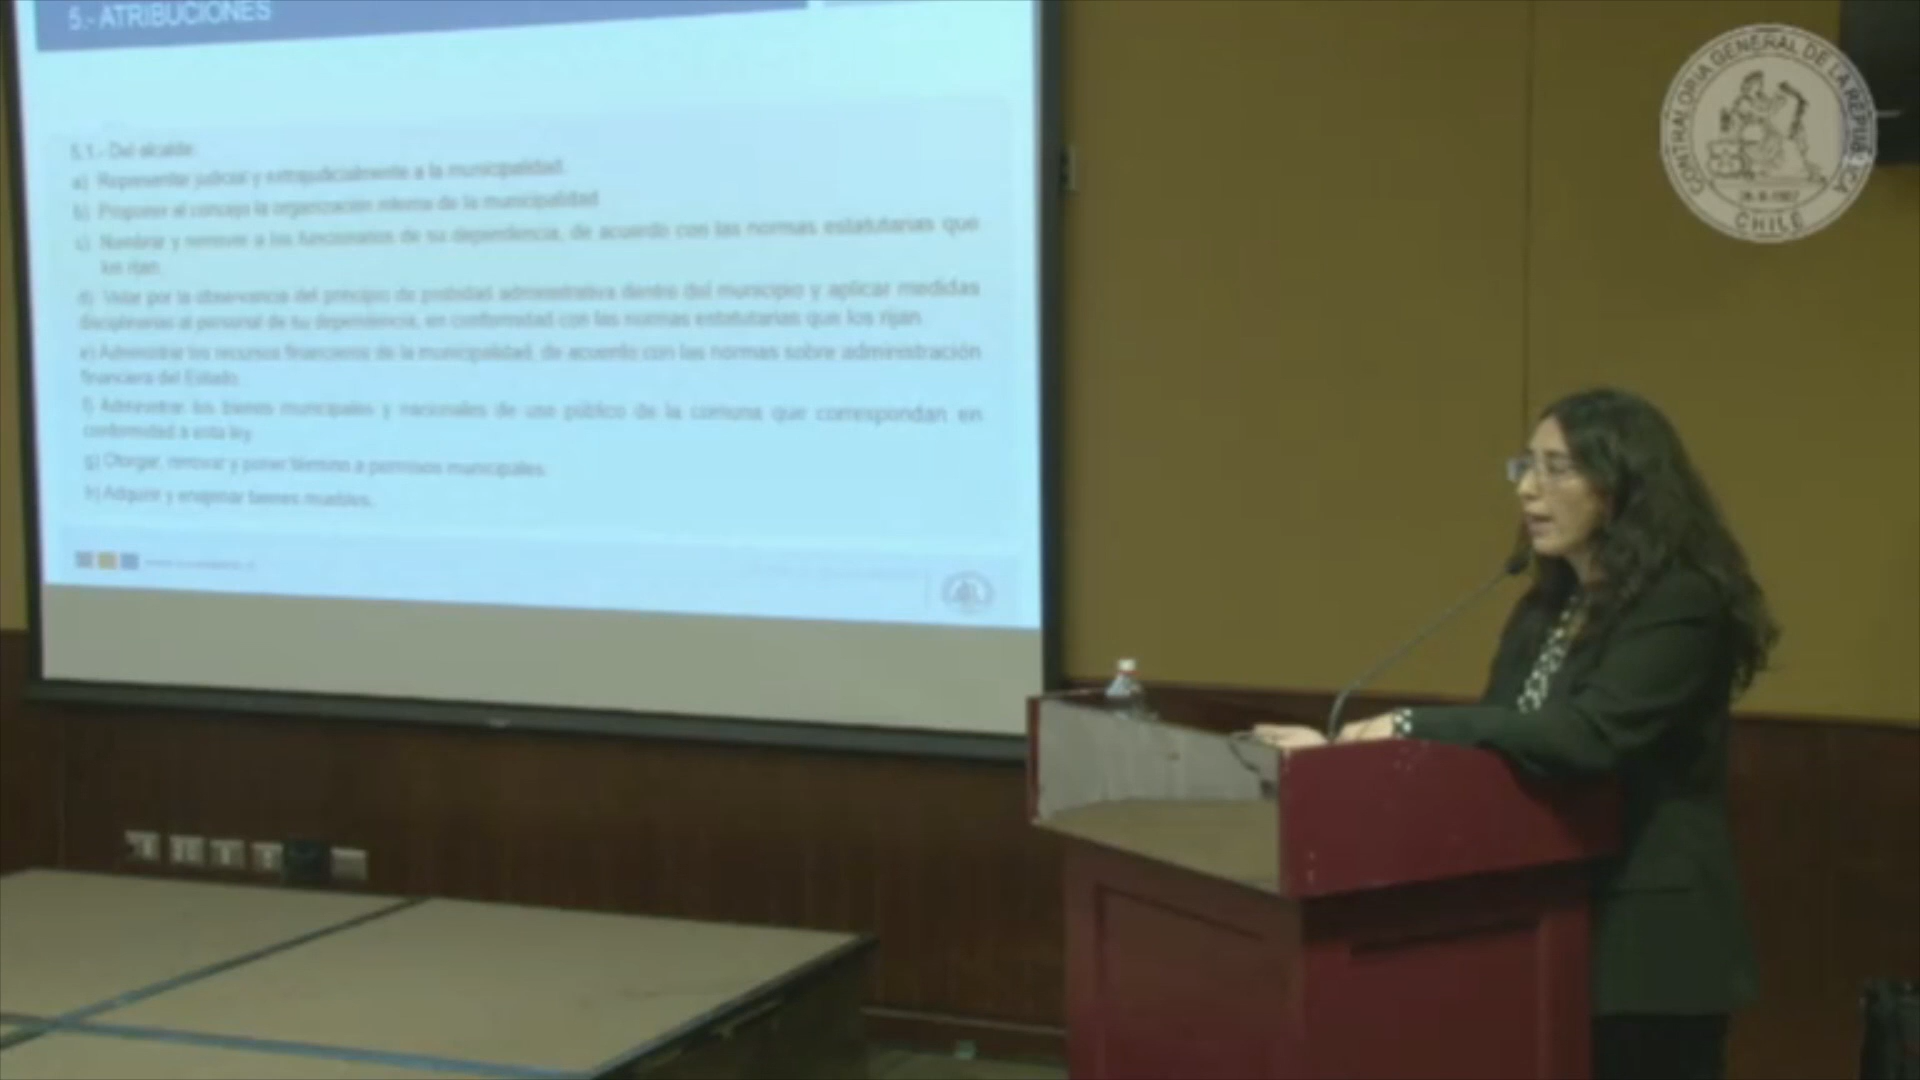 5.- ATRIBUCIONES
5.1.- Del alcalde:
a) Representar judicial y extrajudicialmente a la municipalidad.
b) Proponer al concejo la organización interna de la municipalidad
c) Nombrar y remover a los funcionarios de su dependencia, de acuerdo con las normas estatutarias que
los rijan.
d) Velar por la observancia del principio de probidad administrativa dentro del municipio y aplicar medidas
disciplinarias al personal de su dependencia, en conformidad con las normas estatutarias que los rijan
e) Administrar los recursos financieros de la municipalidad, de acuerdo con las normas sobre administración
financiera del Estado.
f) Administrar los bienes municipales y nacionales de uso público de la comuna que correspondan en
conformidad a esta ley.
g) Otorgar, renovar y poner término a permisos municipales.
h) Adquirir y enajenar bienes muebles.
CONTRALORIA GENERAL DE LA REPUBLICA
CHILE